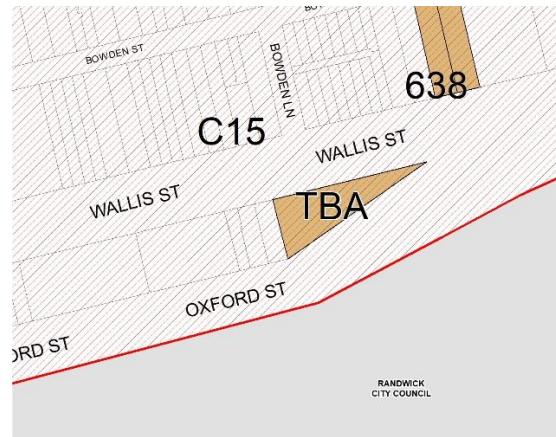 BOWDEN ST
BOWDEN LN
638
C15
WALLIS ST
WALLIS ST
TBA
OXFORD ST
ORD ST
RANDWICK
CITY COUNCIL